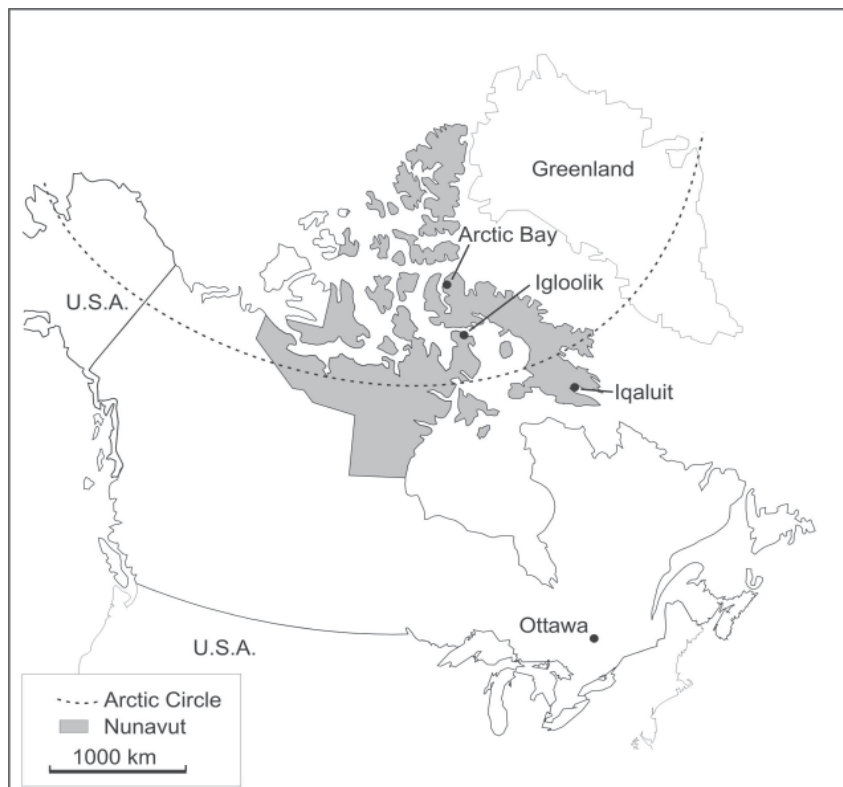 Greenland
Arctic Bay
Igloolik
U.S.A.
Iqaluit
Ottawa
U.S.A.
Arctic Circle
Nunavut
1000 km